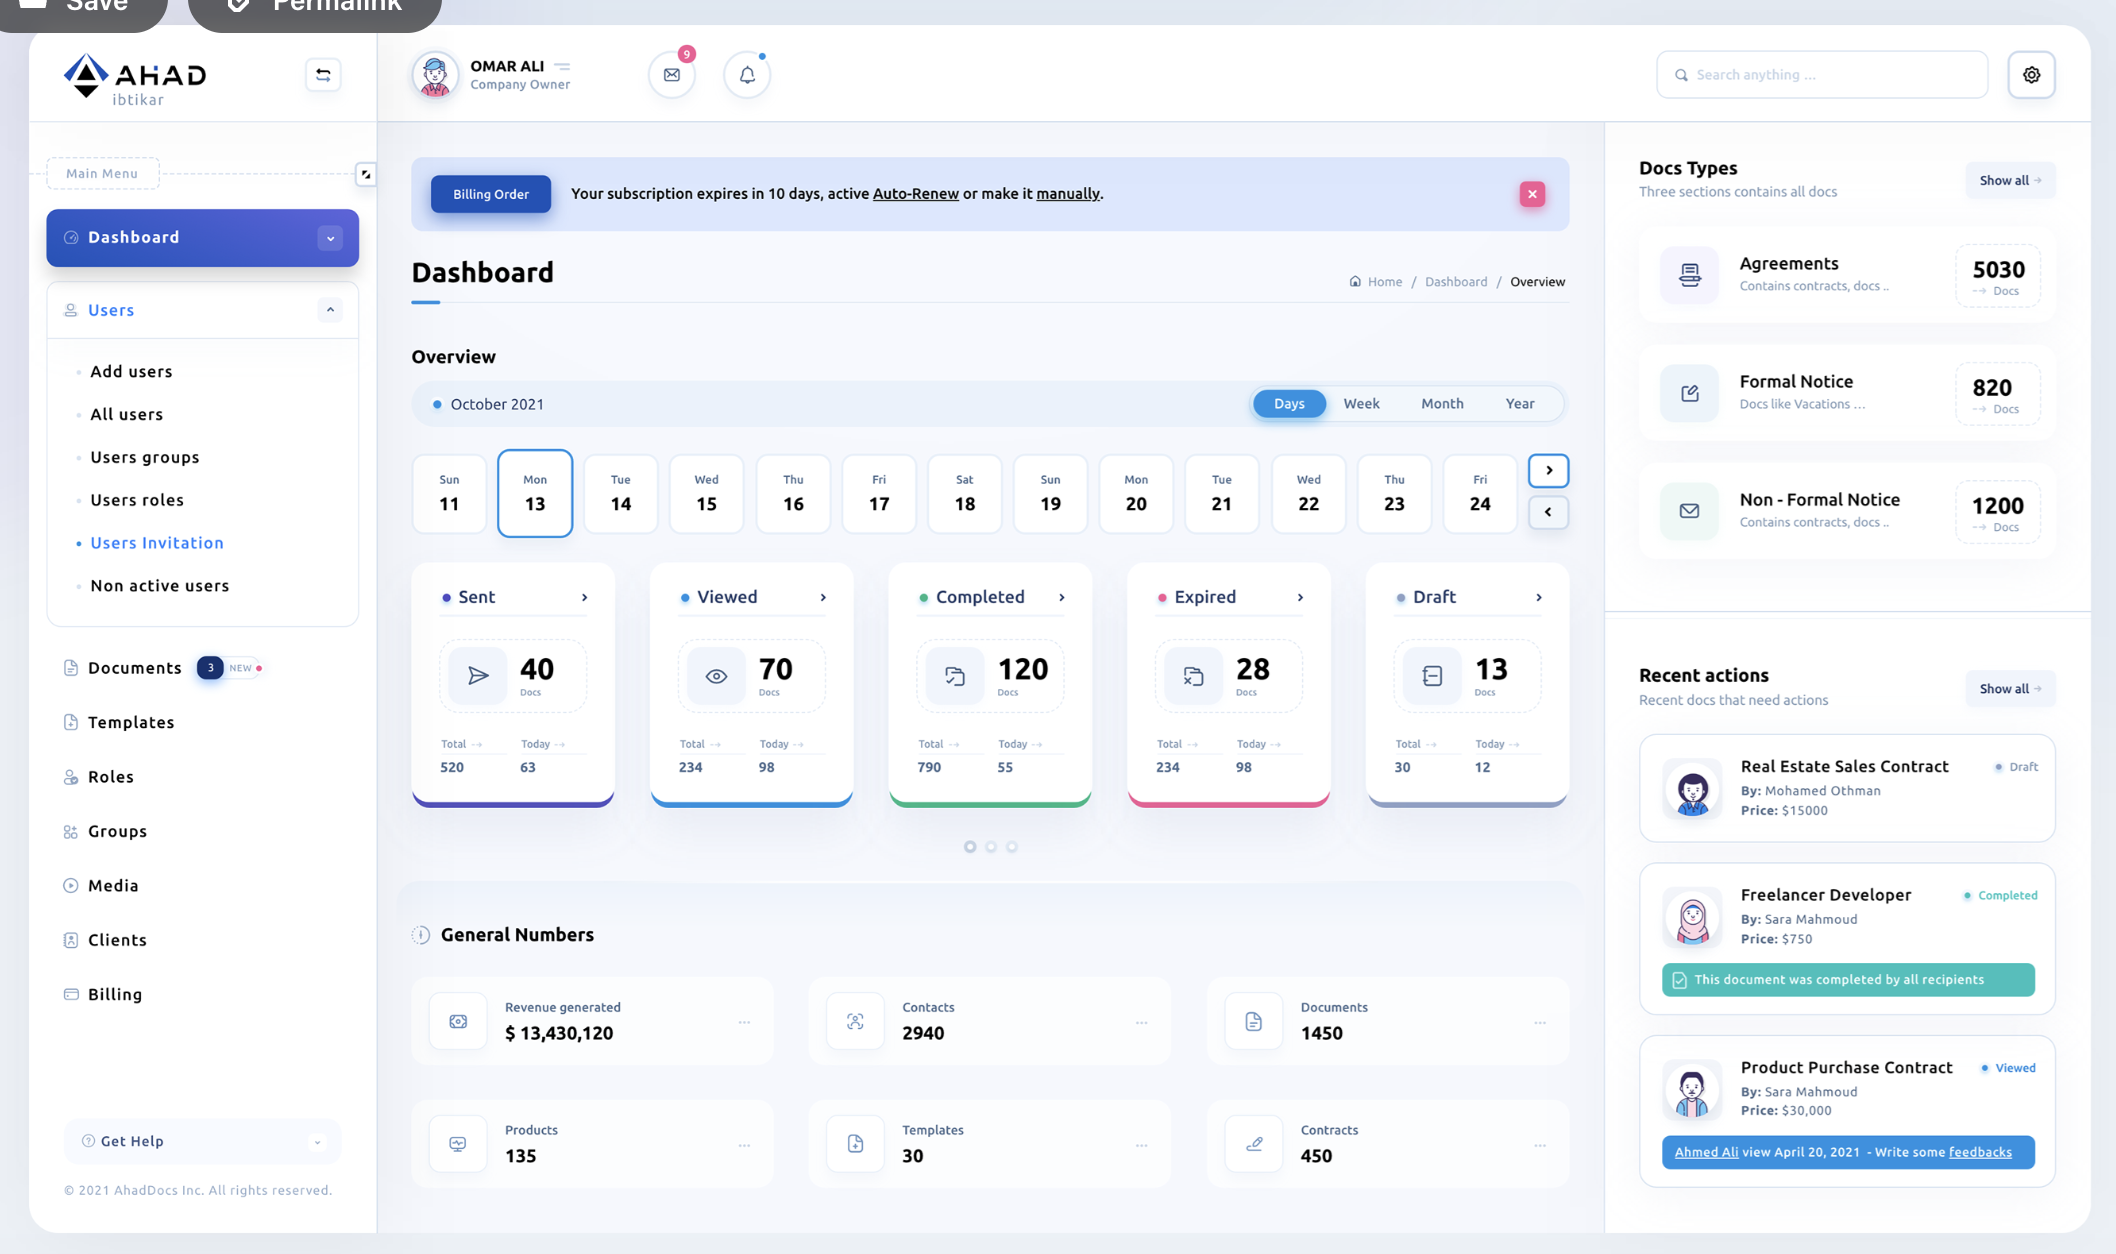 Save
Permalink
AHAD
ibtikar
OMAR ALI
Company Owner
9
Search anything ...
Main Menu
Dashboard
Users
Add users
All users
Users groups
Users roles
Users Invitation
Non active users
Documents 3 NEW
Templates
Roles
Groups
Media
Clients
Billing
Get Help
© 2021 AhadDocs Inc. All rights reserved.
Billing Order
Your subscription expires in 10 days, active Auto-Renew or make it manually.
Dashboard
Home / Dashboard / Overview
Overview
October 2021
Days Week Month Year
Sun Mon Tue Wed Thu Fri Sat Sun Mon Tue Wed Thu Fri
11 13 14 15 16 17 18 19 20 21 22 23 24
Sent
40
Docs
Total Today
520 63
Viewed
70
Docs
Total Today
234 98
Completed
120
Docs
Total Today
790 55
Expired
28
Docs
Total Today
234 98
Draft
13
Docs
Total Today
30 12
General Numbers
Revenue generated
$ 13,430,120
Contacts
2940
Documents
1450
Products
135
Templates
30
Contracts
450
Docs Types
Three sections contains all docs
Show all
Agreements
Contains contracts, docs ..
5030
Docs
Formal Notice
Docs like Vacations ...
820
Docs
Non - Formal Notice
Contains contracts, docs ..
1200
Docs
Recent actions
Recent docs that need actions
Show all
Real Estate Sales Contract
Draft
By: Mohamed Othman
Price: $15000
Freelancer Developer
Completed
By: Sara Mahmoud
Price: $750
This document was completed by all recipients
Product Purchase Contract
Viewed
By: Sara Mahmoud
Price: $30,000
Ahmed Ali view April 20, 2021 - Write some feedbacks